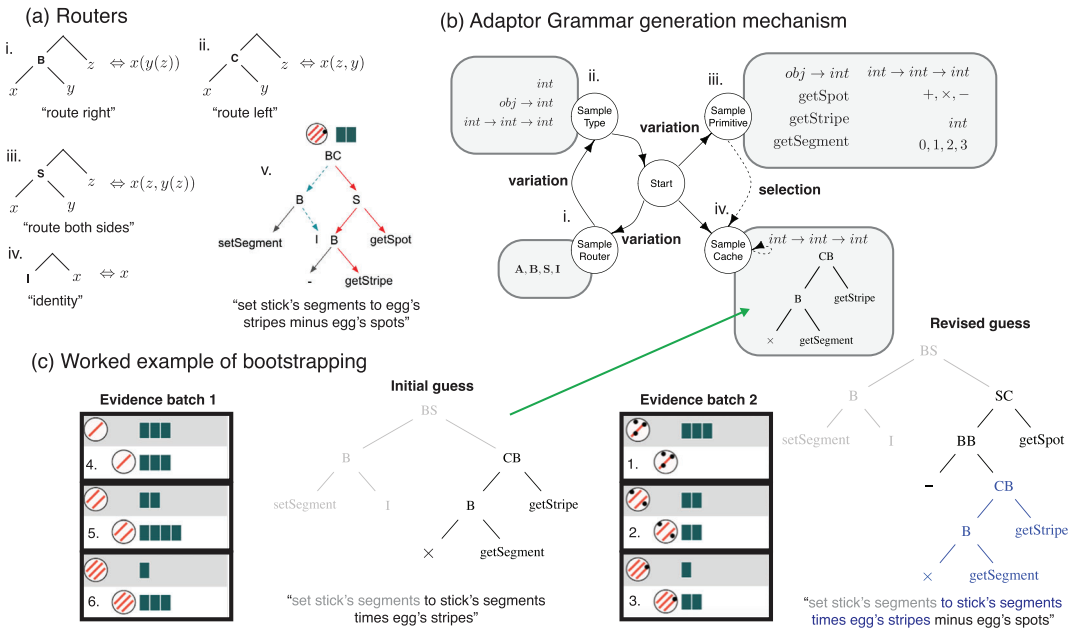 (a) Routers
i.
B
z
⇔ x(y(z))
x
y
“route right”
ii.
C
z
⇔ x(z, y)
x
y
“route left”
iii.
S
z
⇔ x(z, y(z))
x
y
“route both sides”
iv.
I
x
⇔ x
“identity”
v.
BC
B
S
setSegment
I
B
getSpot
-
getStripe
“set stick's segments to egg's
stripes minus egg's spots”
(b) Adaptor Grammar generation mechanism
int
obj → int
int → int → int
ii.
Sample
Type
iii.
Sample
Primitive
obj → int
int → int → int
getSpot
+, ×, −
getStripe
int
getSegment
0, 1, 2, 3
variation
variation
Start
selection
i.
Sample
Router
variation
iv.
Sample
Cache
A, B, S, I
int → int → int
CB
B
getStripe
×
getSegment
(c) Worked example of bootstrapping
Evidence batch 1
4.
5.
6.
Initial guess
BS
B
CB
setSegment
I
B
getStripe
×
getSegment
“set stick's segments to stick's segments
times egg's stripes”
Evidence batch 2
1.
2.
3.
Revised guess
BS
B
SC
setSegment
I
BB
getSpot
−
CB
B
getStripe
×
getSegment
“set stick's segments to stick's segments
times egg's stripes minus egg's spots”